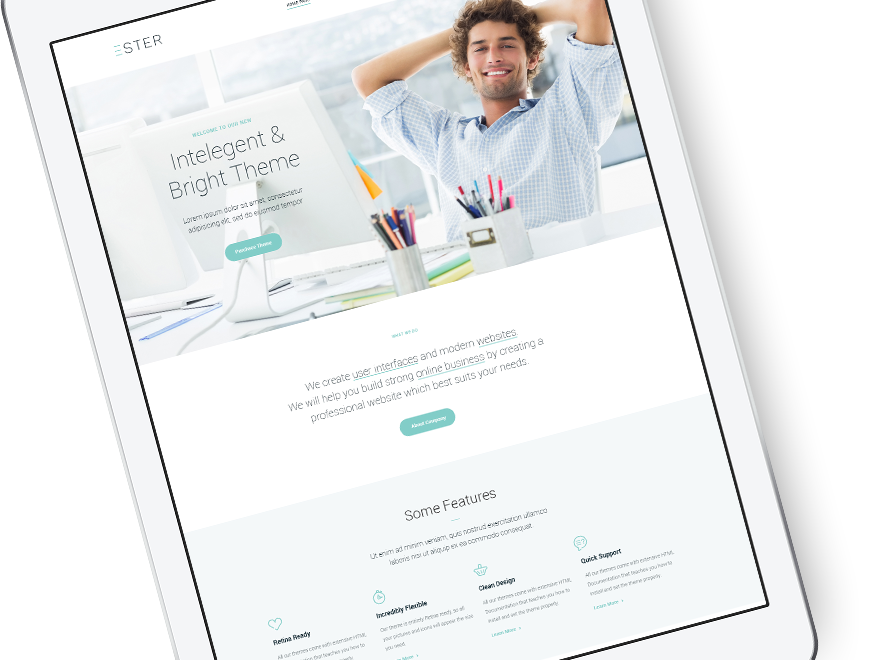 ESTER
WELCOME TO OUR NEW
Intelegent &
Bright Theme
Lorem ipsum dolor sit amet, consectetur
adipisicing elit, sed do eiusmod tempor
Purchase Theme
WHAT WE DO
We create user interfaces and modern websites.
We will help you build strong online business by creating a
professional website which best suits your needs.
About Company
Some Features
Ut enim ad minim veniam, quis nostrud exercitation ullamco
laboris nisi ut aliquip ex ea commodo consequat
Retina Ready
All our themes come with extensive HTML
that teaches you how to
Incredibly Flexible
Our theme is entirely Retina ready, so all
your pictures and icons will appear the way
you want.
More
Clean Design
All our themes come with extensive HTML
Documentation that teaches you how to
install and set the theme properly.
Learn More
Quick Support
All our themes come with extensive HTML
Documentation that teaches you how to
install and set the theme properly.
Learn More